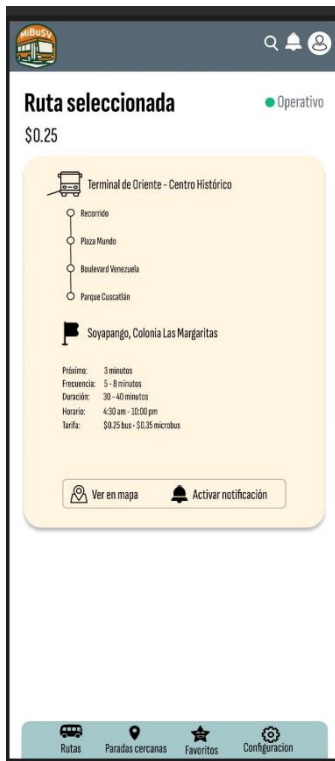 MiBuSV
Ruta seleccionada
Operativo
$0.25
Terminal de Oriente - Centro Histórico
Recorrido
Plaza Mundo
Boulevard Venezuela
Parque Cuscatlán
Soyapango, Colonia Las Margaritas
Próximo: 3 minutos
Frecuencia: 5 - 8 minutos
Duración: 30 - 40 minutos
Horario: 4:30 am - 10:00 pm
Tarifa: $0.25 bus - $0.35 microbus
Ver en mapa Activar notificación
Rutas Paradas cercanas Favoritos Configuracion